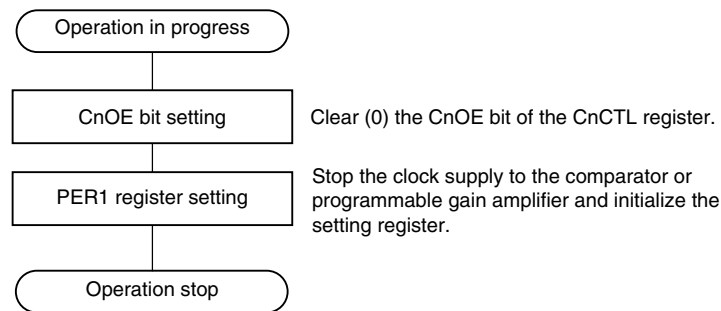 Operation in progress
CnOE bit setting
Clear (0) the CnOE bit of the CnCTL register.
PER1 register setting
Stop the clock supply to the comparator or
programmable gain amplifier and initialize the
setting register.
Operation stop